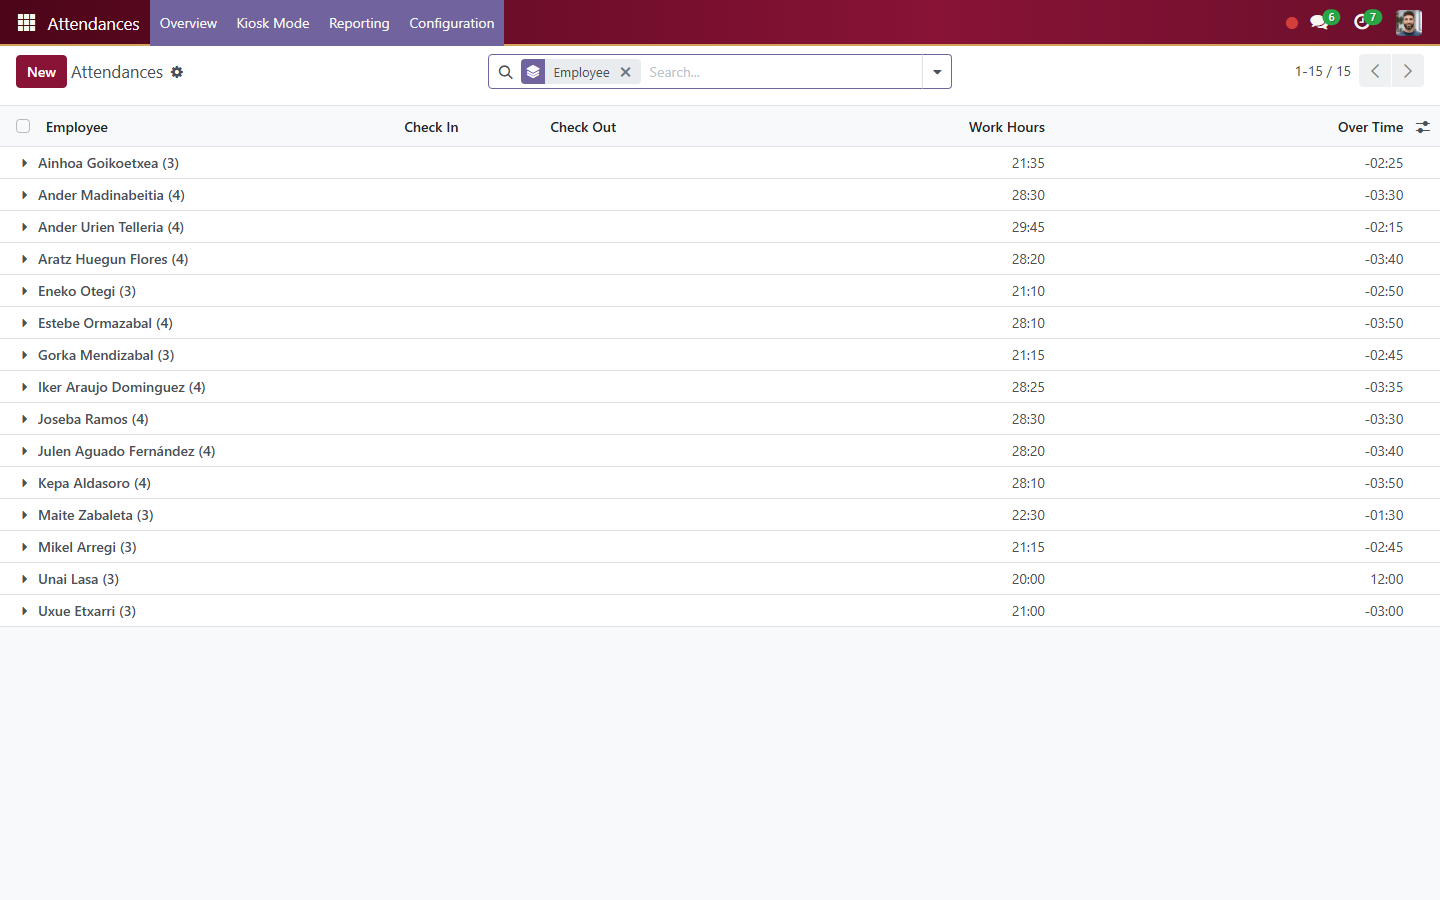 Attendances Overview Kiosk Mode Reporting Configuration 6 7
New Attendances Employee Search... 1-15 / 15
Employee Check In Check Out Work Hours Over Time
Ainhoa Goikoetxea (3) 21:35 -02:25
Ander Madinabeitia (4) 28:30 -03:30
Ander Urien Telleria (4) 29:45 -02:15
Aratz Huegun Flores (4) 28:20 -03:40
Eneko Otegi (3) 21:10 -02:50
Estebe Ormazabal (4) 28:10 -03:50
Gorka Mendizabal (3) 21:15 -02:45
Iker Araujo Dominguez (4) 28:25 -03:35
Joseba Ramos (4) 28:30 -03:30
Julen Aguado Fernández (4) 28:20 -03:40
Kepa Aldasoro (4) 28:10 -03:50
Maite Zabaleta (3) 22:30 -01:30
Mikel Arregi (3) 21:15 -02:45
Unai Lasa (3) 20:00 12:00
Uxue Etxarri (3) 21:00 -03:00